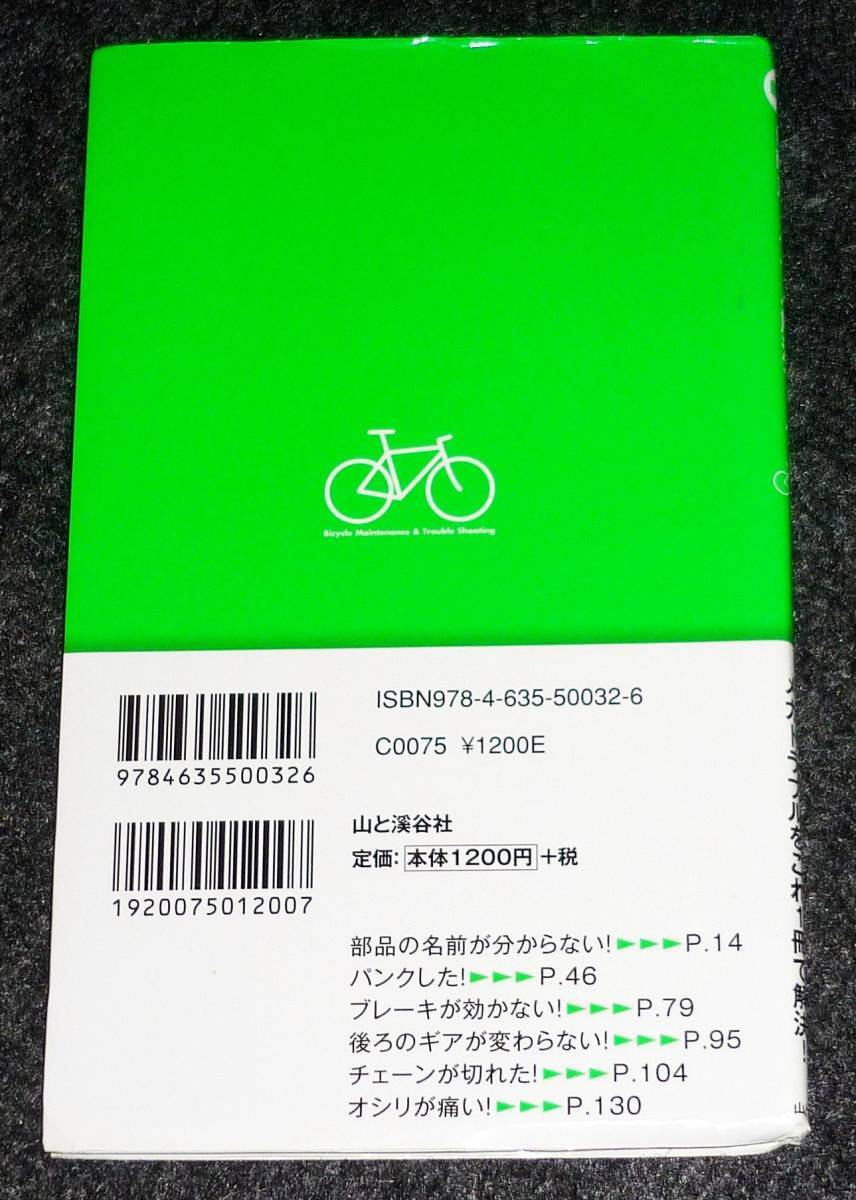 Bicycle Maintenance & Trouble Shooting
ISBN978-4-635-50032-6
C0075 ¥1200E
9784635500326
山と溪谷社
定価: 本体1200円 +税
1920075012007
部品の名前が分からない!►►►P.14
パンクした!►►►P.46
ブレーキが効かない!►►►P.79
後ろのギアが変わらない!►►►P.95
チェーンが切れた!►►►P.104
オシリが痛い!►►►P.130